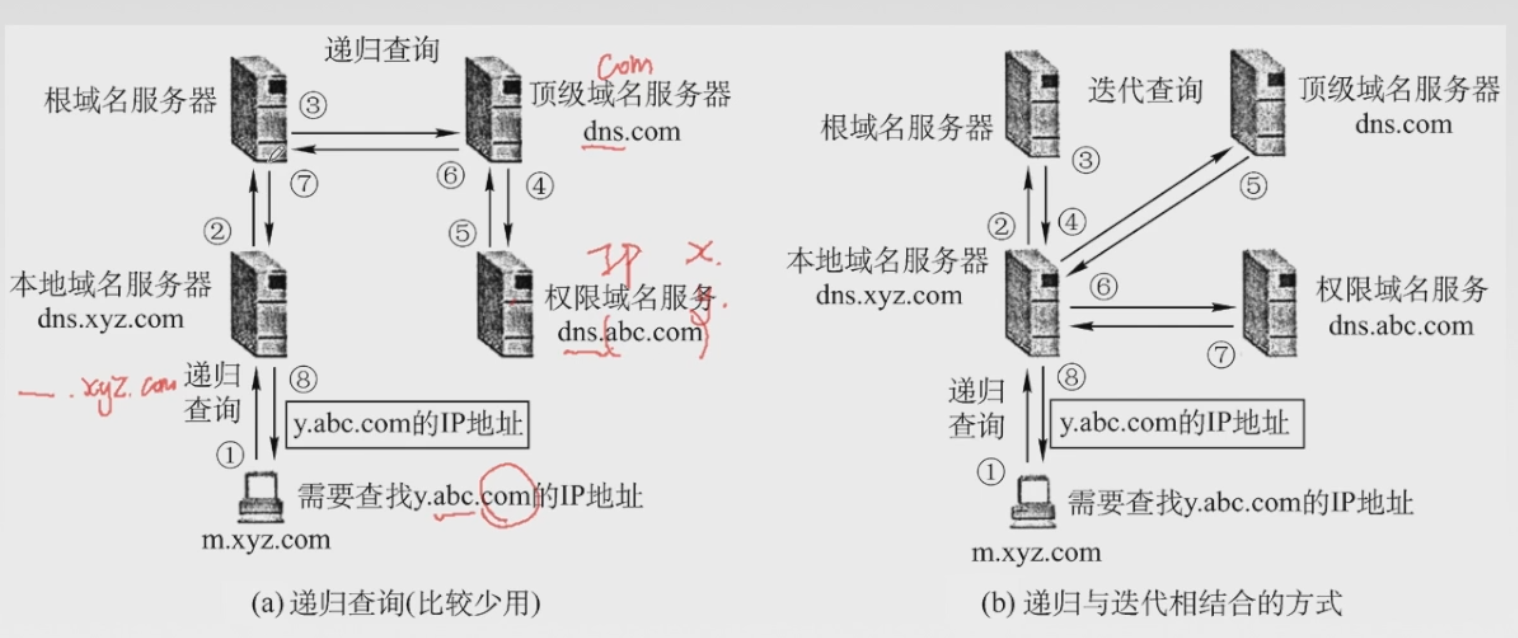 递归查询
com
根域名服务器
③
顶级域名服务器
dns.com
⑥
④
⑦
②
⑤
IP
x.
本地域名服务器
dns.xyz.com
权限域名服务
dns.abc.com
.xyz.com
递归
查询
⑧
y.abc.com的IP地址
①
需要查找y.abc.com的IP地址
m.xyz.com
(a) 递归查询(比较少用)
迭代查询
顶级域名服务器
dns.com
根域名服务器
③
⑤
②
④
本地域名服务器
dns.xyz.com
⑥
权限域名服务
dns.abc.com
⑦
递归
查询
⑧
y.abc.com的IP地址
①
需要查找y.abc.com的IP地址
m.xyz.com
(b) 递归与迭代相结合的方式